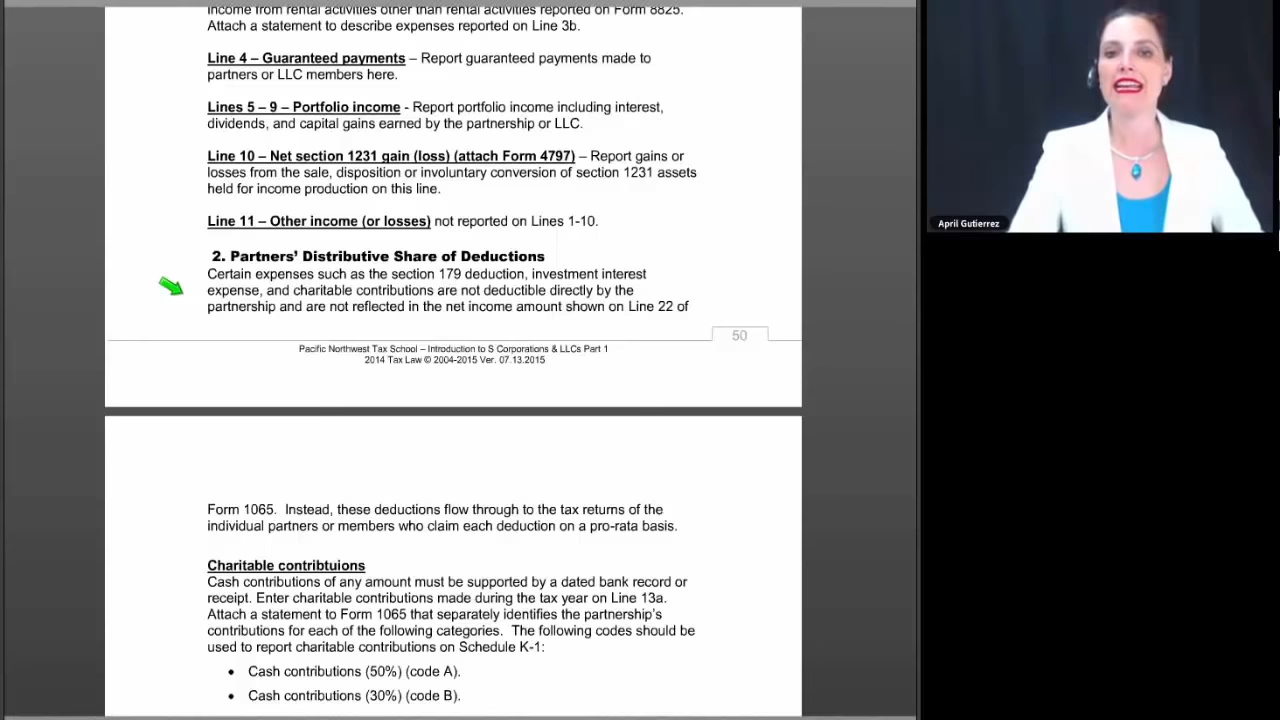 income from rental activities other than rental activities reported on Form 8825.
Attach a statement to describe expenses reported on Line 3b.
Line 4 – Guaranteed payments – Report guaranteed payments made to
partners or LLC members here.
Lines 5 – 9 – Portfolio income - Report portfolio income including interest,
dividends, and capital gains earned by the partnership or LLC.
Line 10 – Net section 1231 gain (loss) (attach Form 4797) – Report gains or
losses from the sale, disposition or involuntary conversion of section 1231 assets
held for income production on this line.
Line 11 – Other income (or losses) not reported on Lines 1-10.
2. Partners’ Distributive Share of Deductions
Certain expenses such as the section 179 deduction, investment interest
expense, and charitable contributions are not deductible directly by the
partnership and are not reflected in the net income amount shown on Line 22 of
50
Pacific Northwest Tax School – Introduction to S Corporations & LLCs Part 1
2014 Tax Law © 2004-2015 Ver. 07.13.2015
Form 1065.  Instead, these deductions flow through to the tax returns of the
individual partners or members who claim each deduction on a pro-rata basis.
Charitable contribtuions
Cash contributions of any amount must be supported by a dated bank record or
receipt. Enter charitable contributions made during the tax year on Line 13a.
Attach a statement to Form 1065 that separately identifies the partnership’s
contributions for each of the following categories.  The following codes should be
used to report charitable contributions on Schedule K-1:
• Cash contributions (50%) (code A).
• Cash contributions (30%) (code B).
April Gutierrez